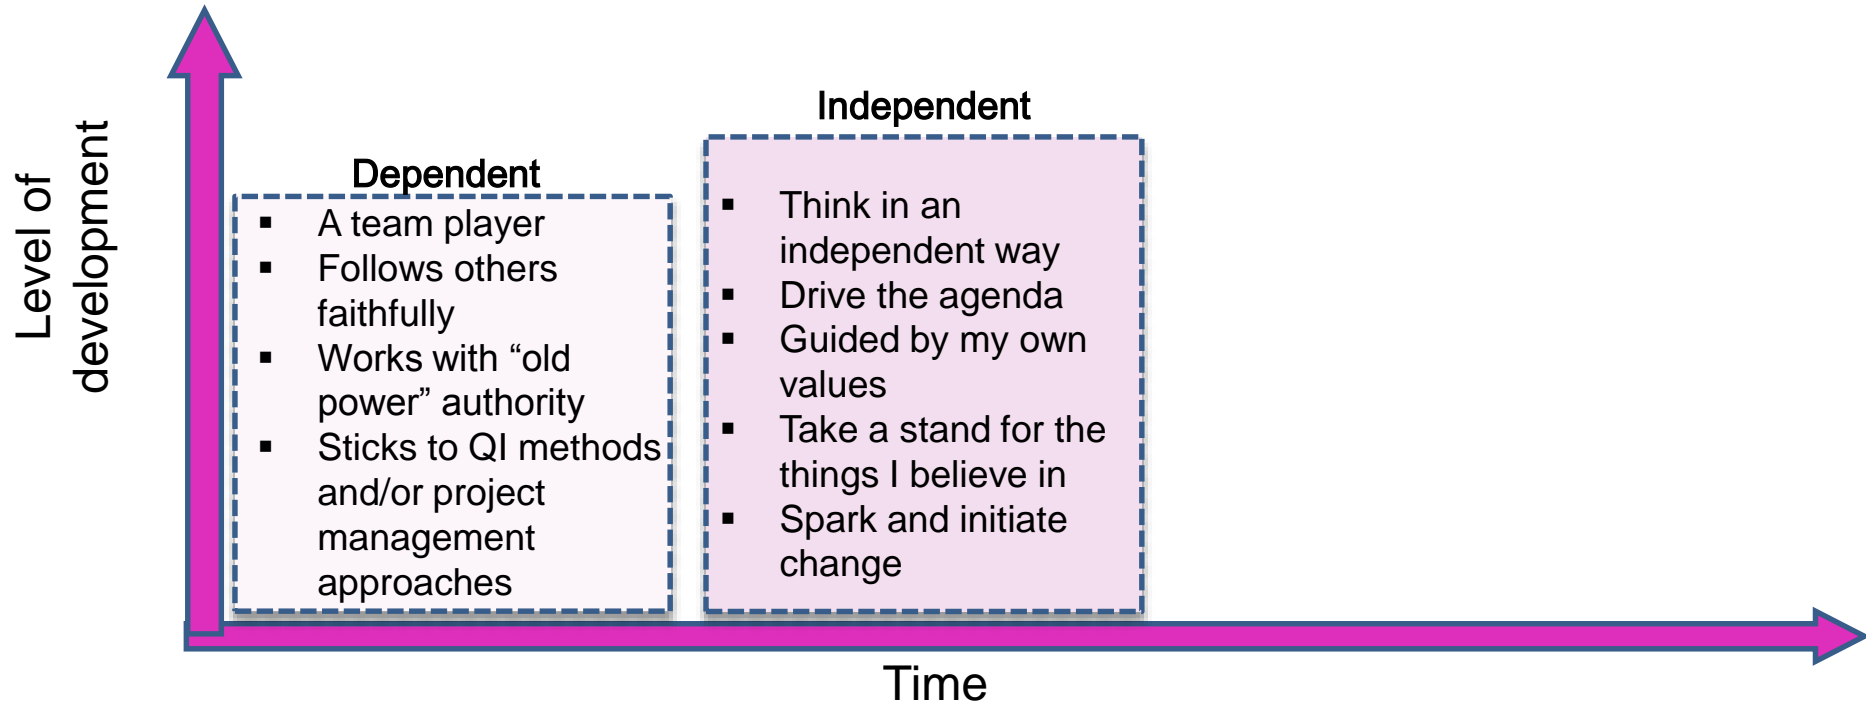 Level of
development
Dependent
▪ A team player
▪ Follows others
faithfully
▪ Works with “old
power” authority
▪ Sticks to QI methods
and/or project
management
approaches
Independent
▪ Think in an
independent way
▪ Drive the agenda
▪ Guided by my own
values
▪ Take a stand for the
things I believe in
▪ Spark and initiate
change
Time